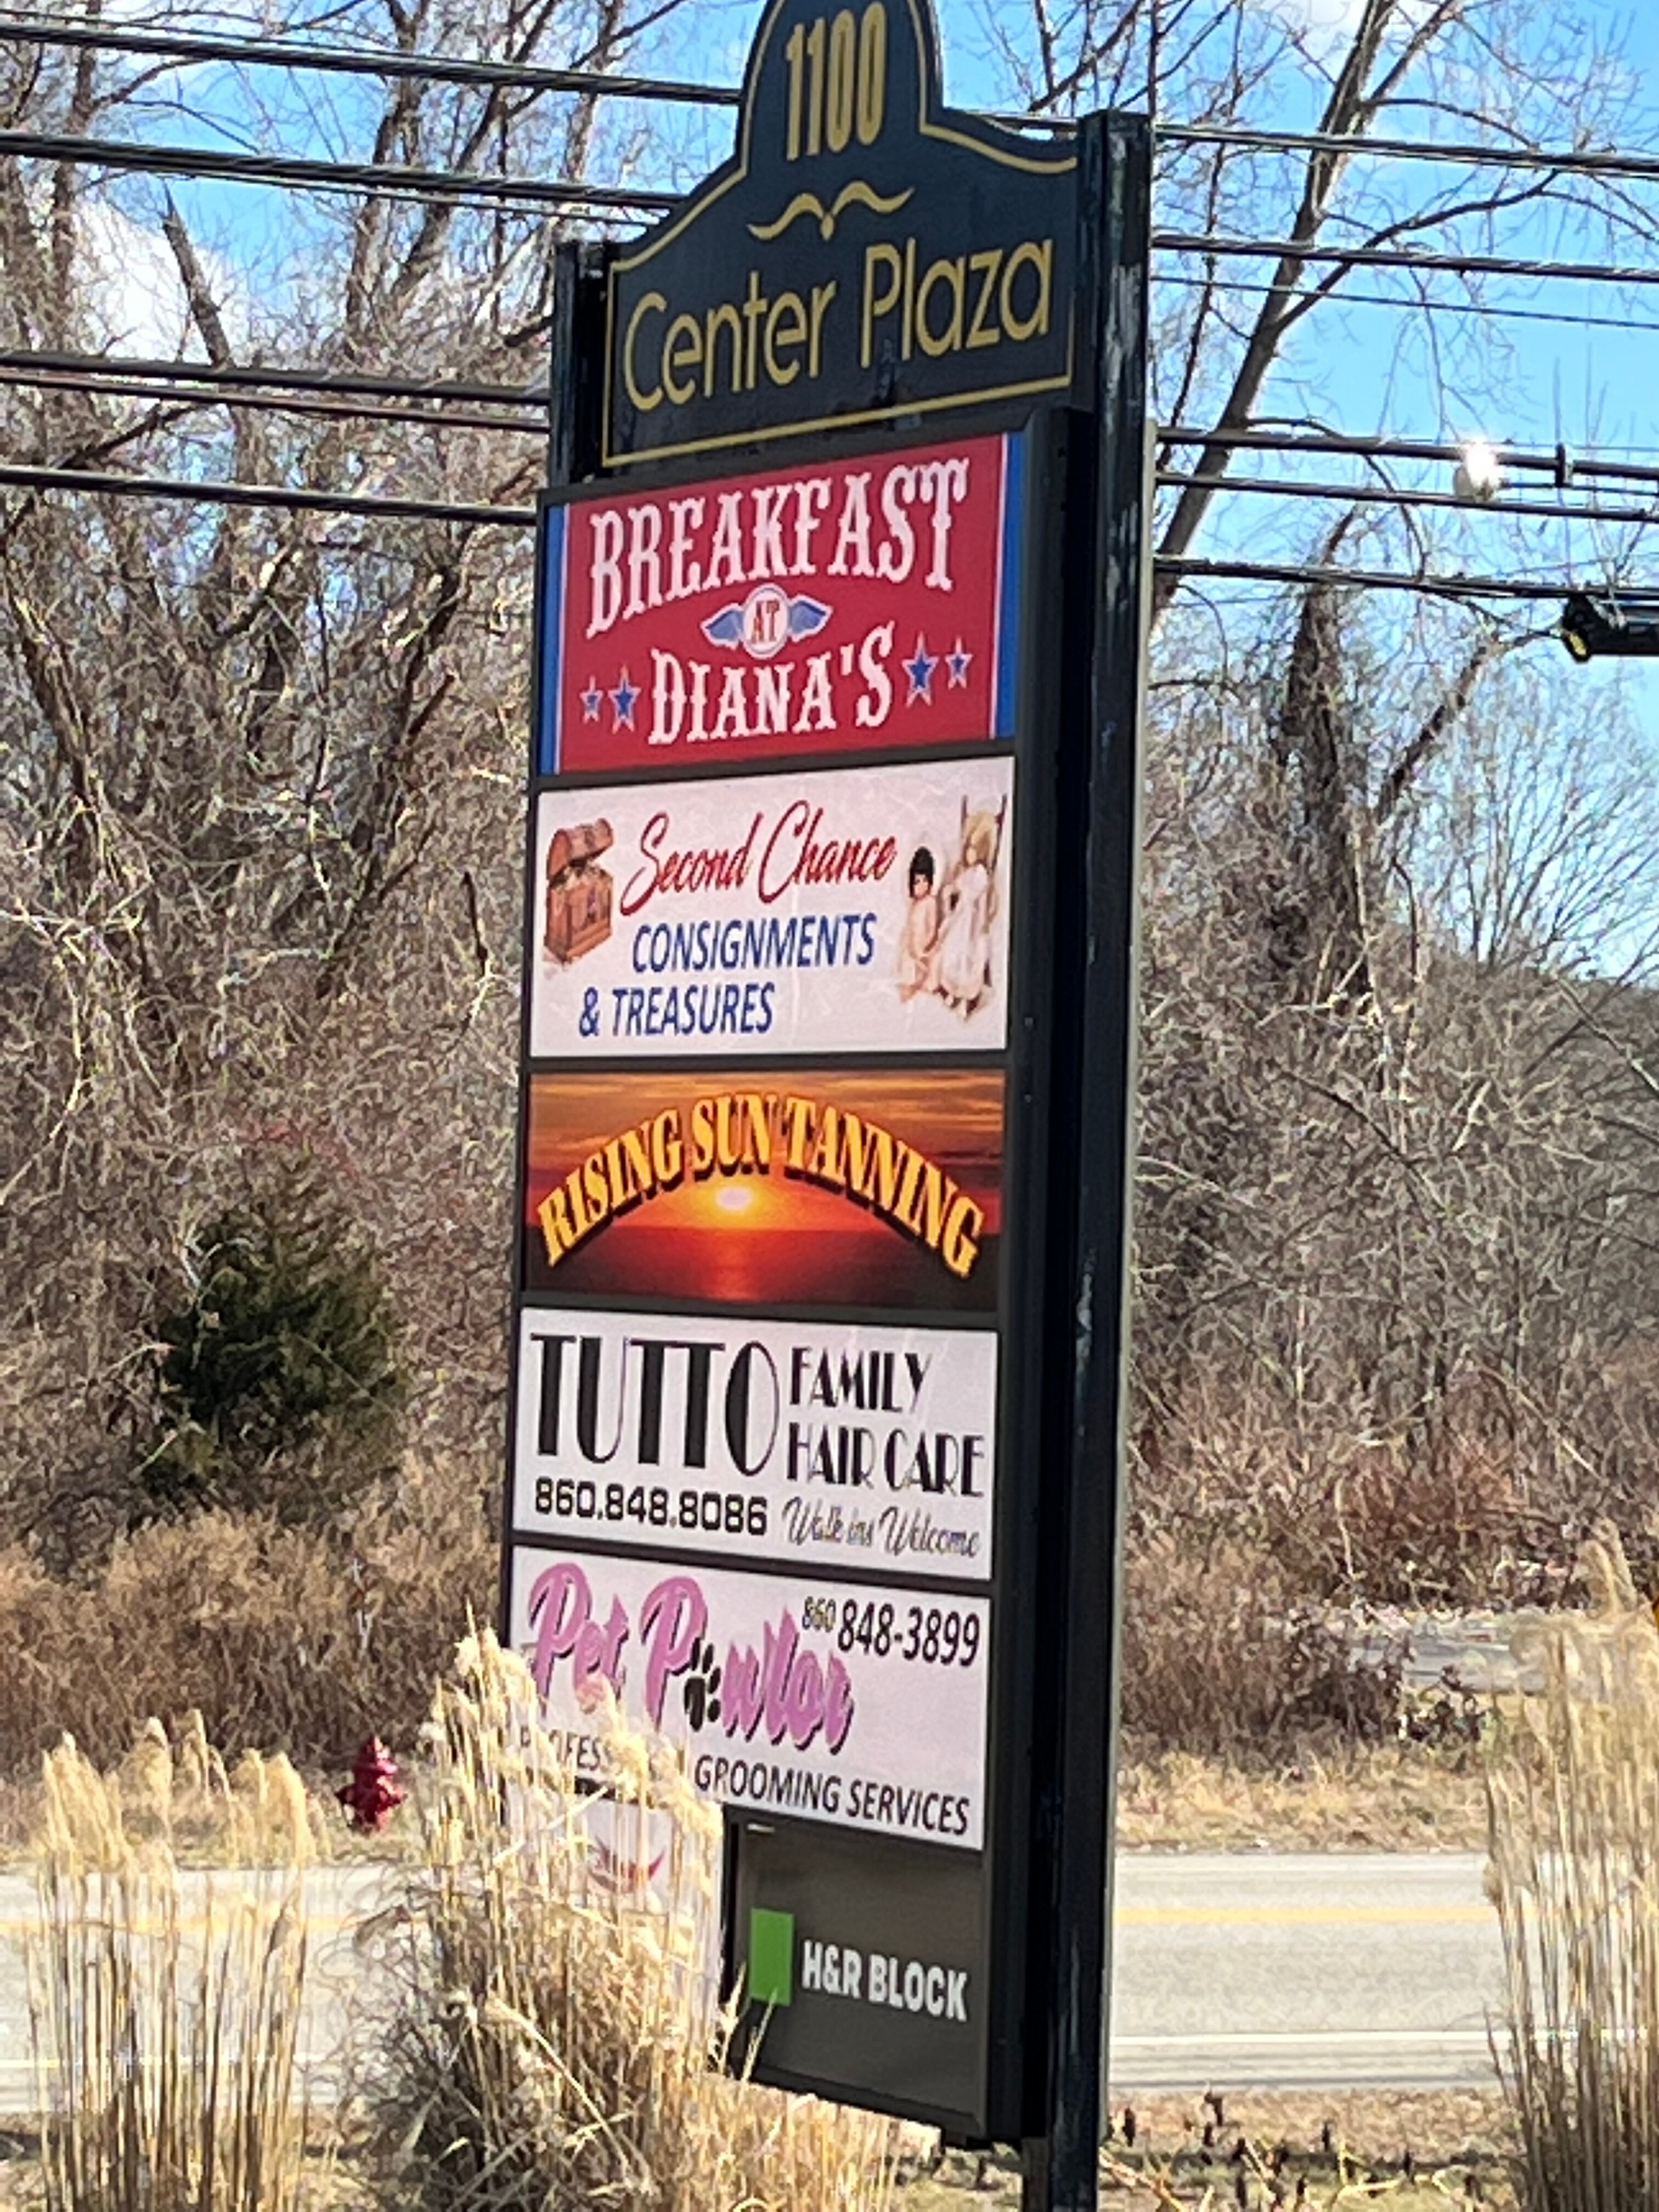 1100
Center Plaza
BREAKFAST
AT
DIANA'S
Second Chance
CONSIGNMENTS
& TREASURES
RISING SUN TANNING
TUTTO FAMILY
HAIR CARE
860.848.8086 Walk ins Welcome
Pet Pawlor 860 848-3899
GROOMING SERVICES
H&R BLOCK